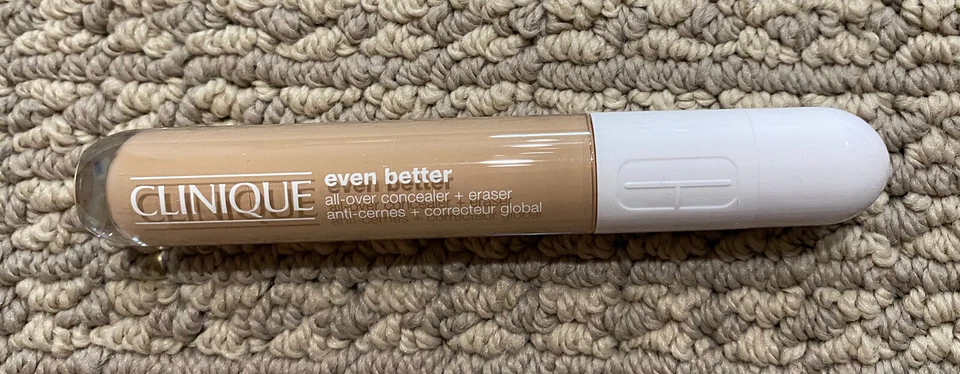 CLINIQUE
even better
all-over concealer + eraser
anti-cernes + correcteur global